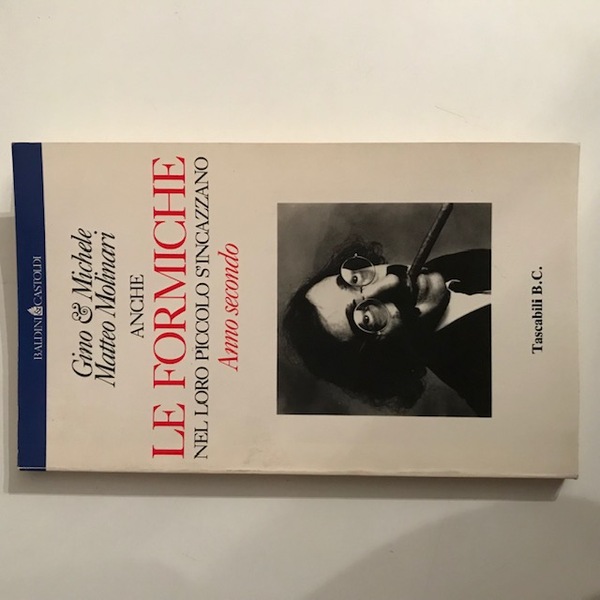 BALDINI & CASTOLDI
Gino & Michele
Matteo Molinari
ANCHE
LE FORMICHE
NEL LORO PICCOLO S'INCAZZANO
Anno secondo
Tascabili B.C.